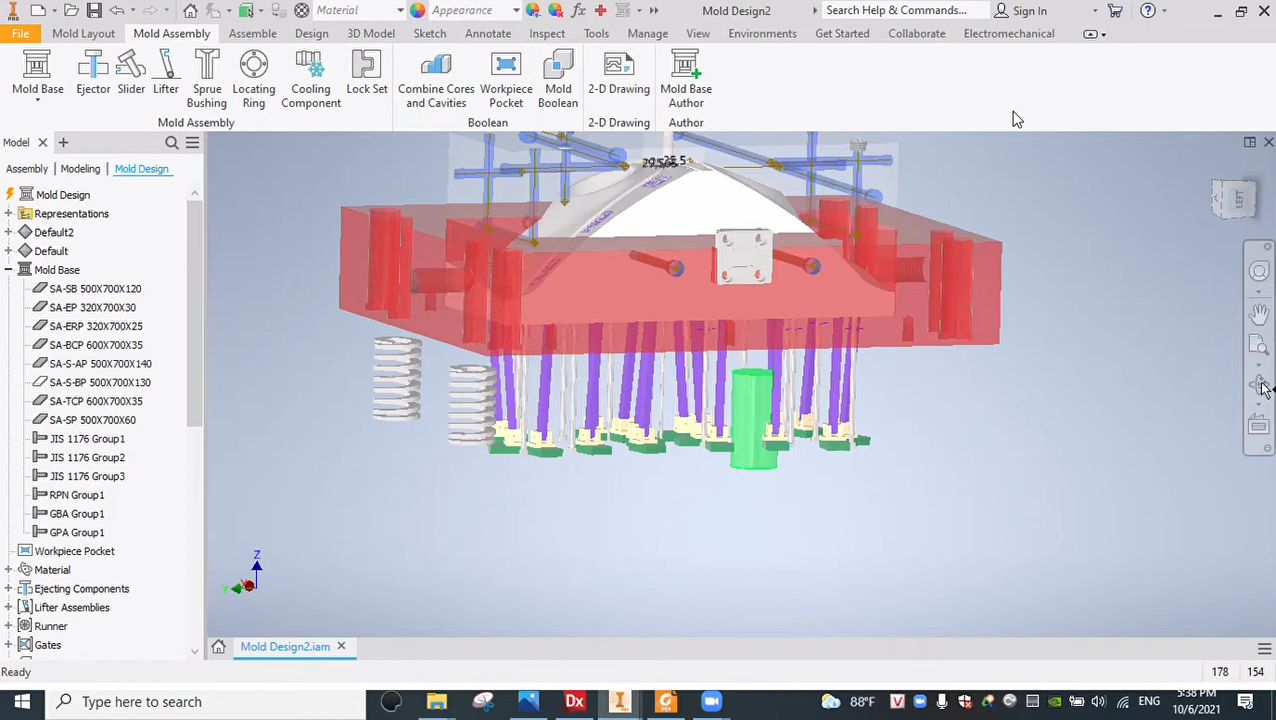 Material
Appearance
Mold Design2
Search Help & Commands...
Sign In
File
Mold Layout
Mold Assembly
Assemble
Design
3D Model
Sketch
Annotate
Inspect
Tools
Manage
View
Environments
Get Started
Collaborate
Electromechanical
Mold Base
Ejector
Slider
Lifter
Sprue Bushing
Locating Ring
Cooling Component
Lock Set
Combine Cores and Cavities
Workpiece Pocket
Mold Boolean
2-D Drawing
Mold Base Author
Mold Assembly
Boolean
2-D Drawing
Author
Model
Assembly
Modeling
Mold Design
Mold Design
Representations
Default2
Default
Mold Base
SA-SB 500X700X120
SA-EP 320X700X30
SA-ERP 320X700X25
SA-BCP 600X700X35
SA-S-AP 500X700X140
SA-S-BP 500X700X130
SA-TCP 600X700X35
SA-SP 500X700X60
JIS 1176 Group1
JIS 1176 Group2
JIS 1176 Group3
RPN Group1
GBA Group1
GPA Group1
Workpiece Pocket
Material
Ejecting Components
Lifter Assemblies
Runner
Gates
LEFT
Z
Y
Mold Design2.iam
Ready
178
154
Type here to search
88°F
ENG
5:38 PM
10/6/2021